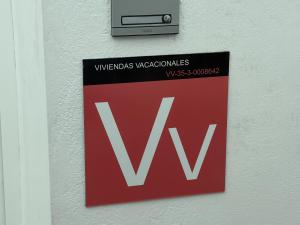 VIVIENDAS VACACIONALES
VV-35-3-0008642
Vv